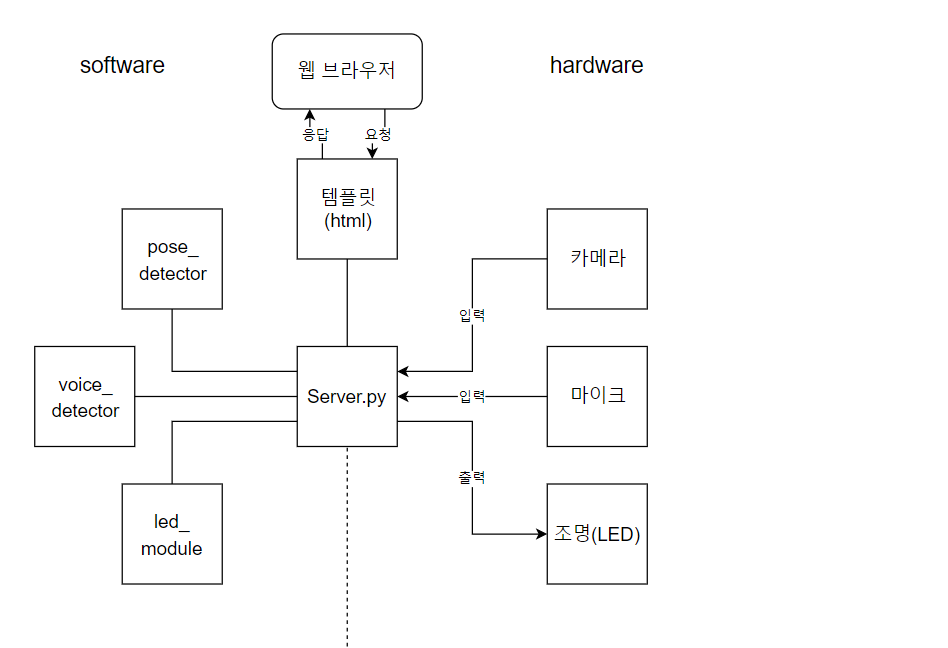 software
웹 브라우저
hardware
응답
요청
템플릿
(html)
pose_
detector
카메라
입력
voice_
detector
Server.py
입력
마이크
출력
led_
module
조명(LED)